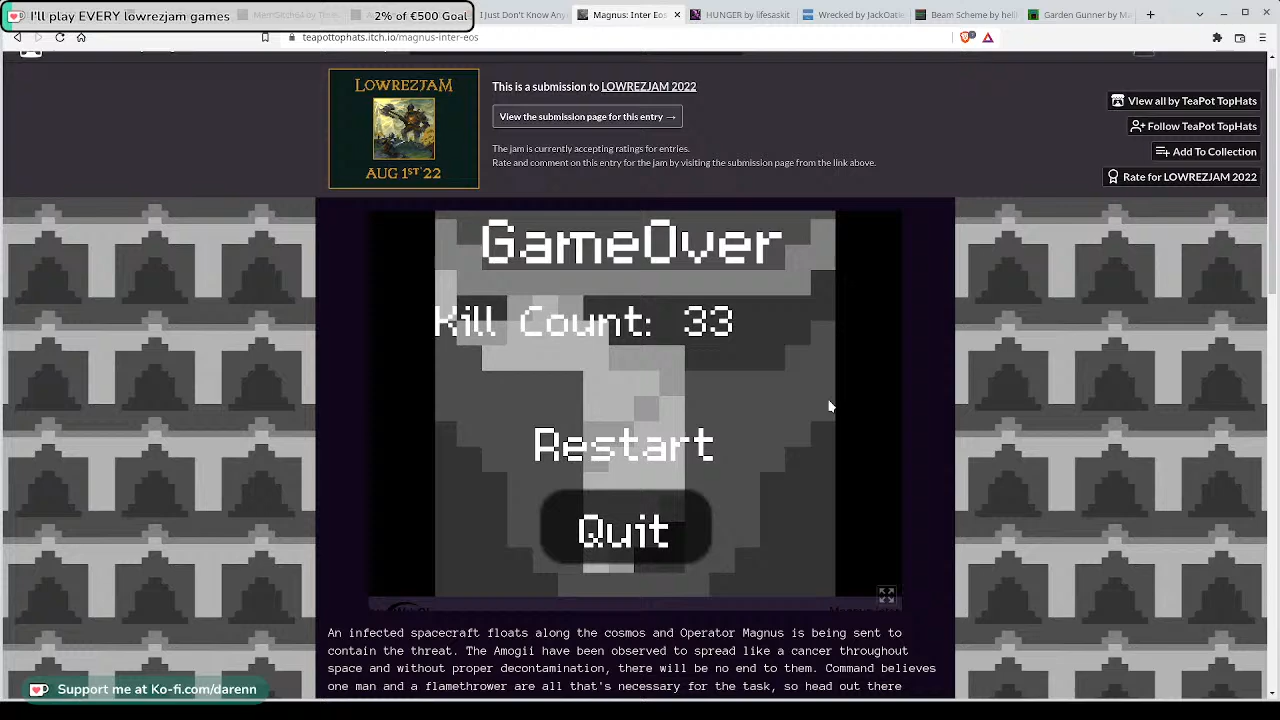 I'll play EVERY lowrezjam games
2% of €500 Goal
I Just Don't Know Any
Magnus: Inter Eos
HUNGER by lifesaskit
Wrecked by JackOatle
Beam Scheme by helli
Garden Gunner by Ma
teapottophats.itch.io/magnus-inter-eos
LOWREZJAM
AUG 1ST '22
This is a submission to LOWREZJAM 2022
View the submission page for this entry →
The jam is currently accepting ratings for entries.
Rate and comment on this entry for the jam by visiting the submission page from the link above.
View all by TeaPot TopHats
Follow TeaPot TopHats
Add To Collection
Rate for LOWREZJAM 2022
GameOver
Kill Count: 33
Restart
Quit
An infected spacecraft floats along the cosmos and Operator Magnus is being sent to
contain the threat. The Amogii have been observed to spread like a cancer throughout
space and without proper decontamination, there will be no end to them. Command believes
one man and a flamethrower are all that's necessary for the task, so head out there
Support me at Ko-fi.com/darenn